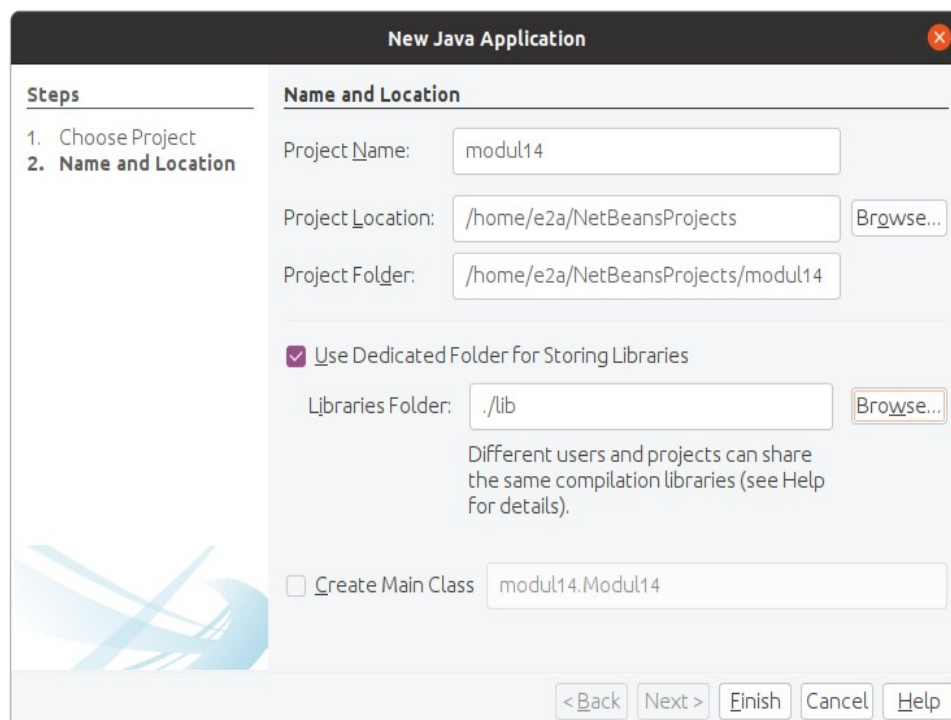 New Java Application
Steps
1. Choose Project
2. Name and Location
Name and Location
Project Name: modul14
Project Location: /home/e2a/NetBeansProjects Browse...
Project Folder: /home/e2a/NetBeansProjects/modul14
Use Dedicated Folder for Storing Libraries
Libraries Folder: ./lib Browse...
Different users and projects can share
the same compilation libraries (see Help
for details).
Create Main Class modul14.Modul14
< Back Next > Finish Cancel Help